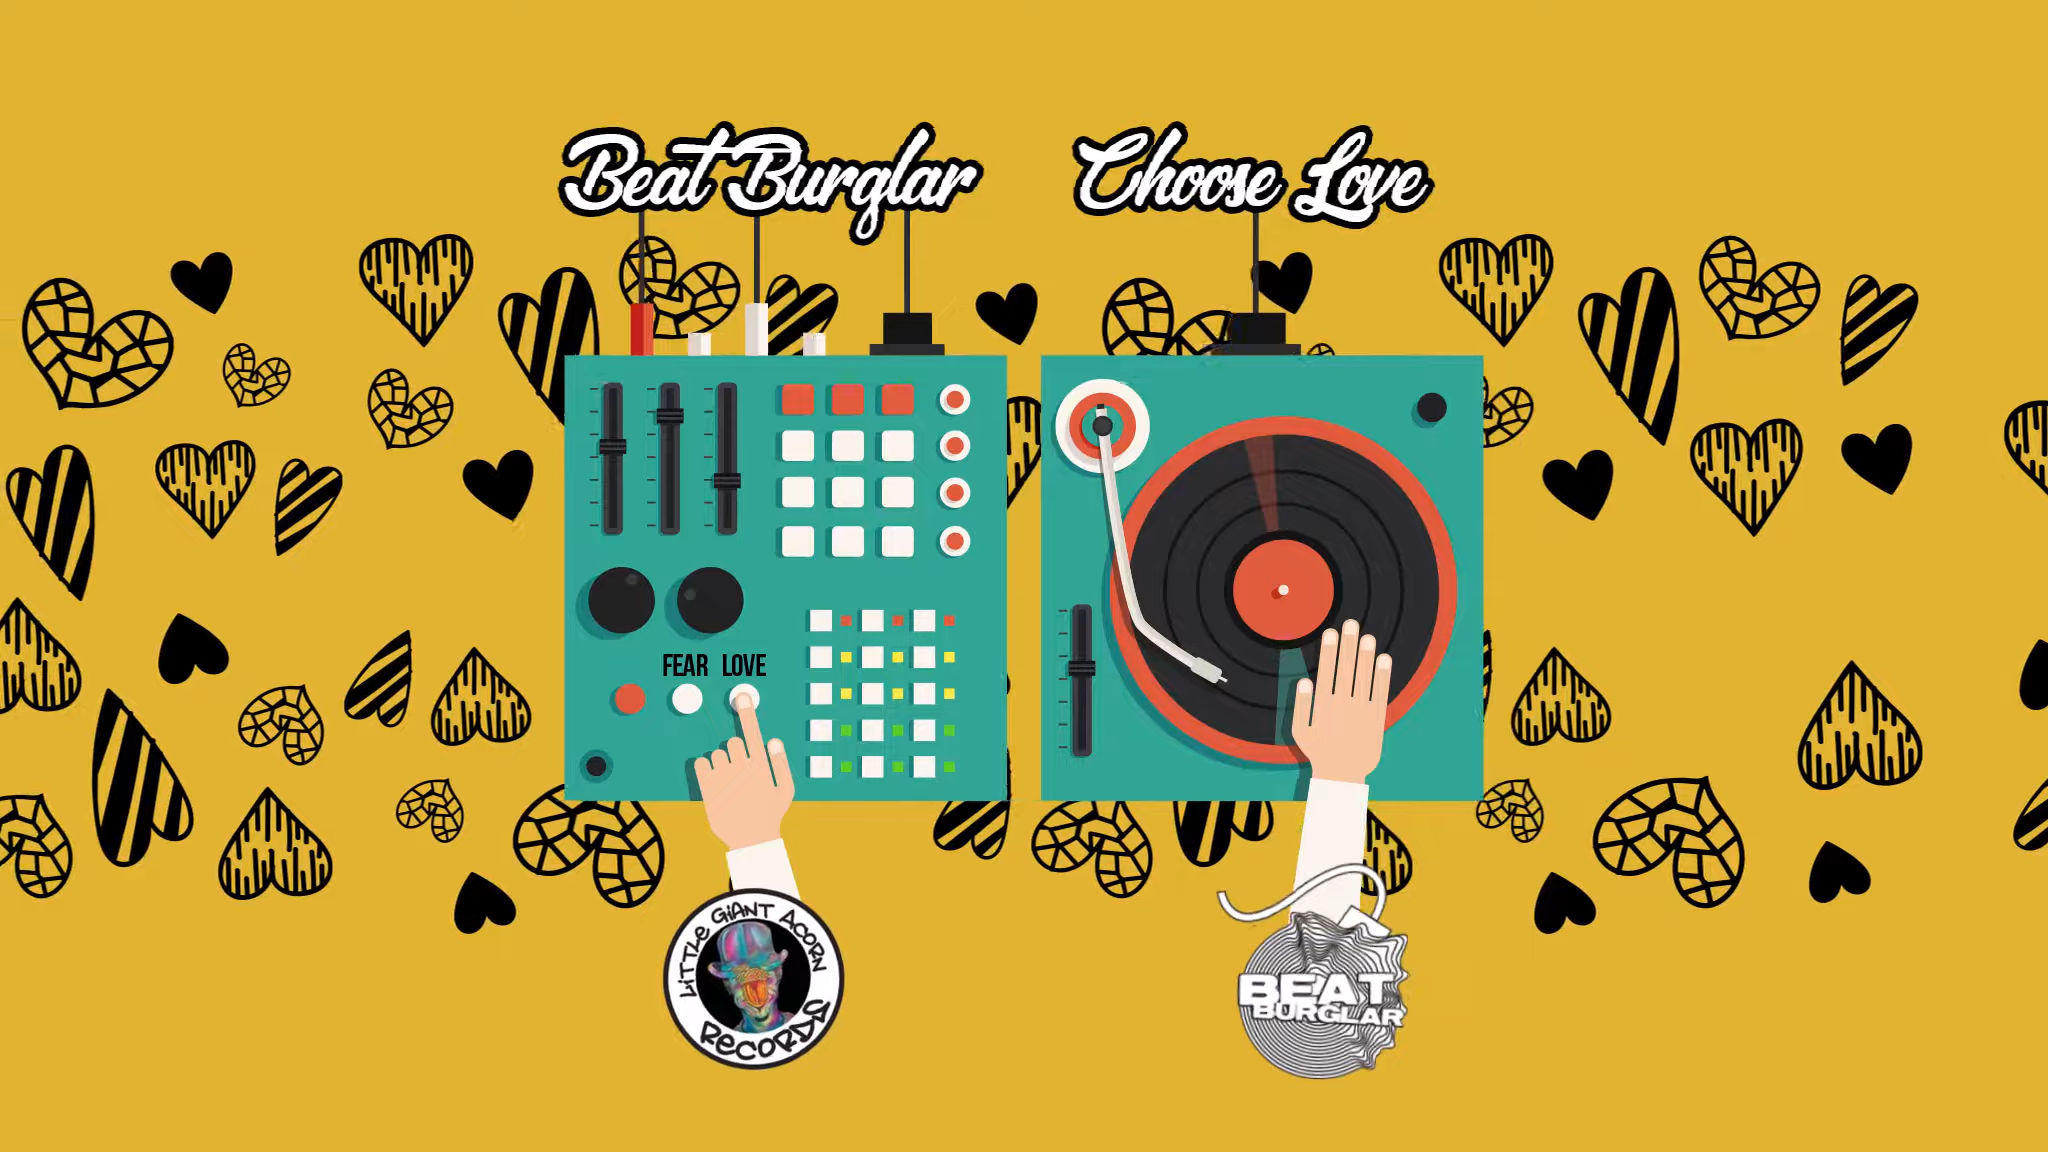 Beat Burglar
Choose Love
FEAR LOVE
LiTTLE GiANT ACORN
RECORDS
BEAT
BURGLAR